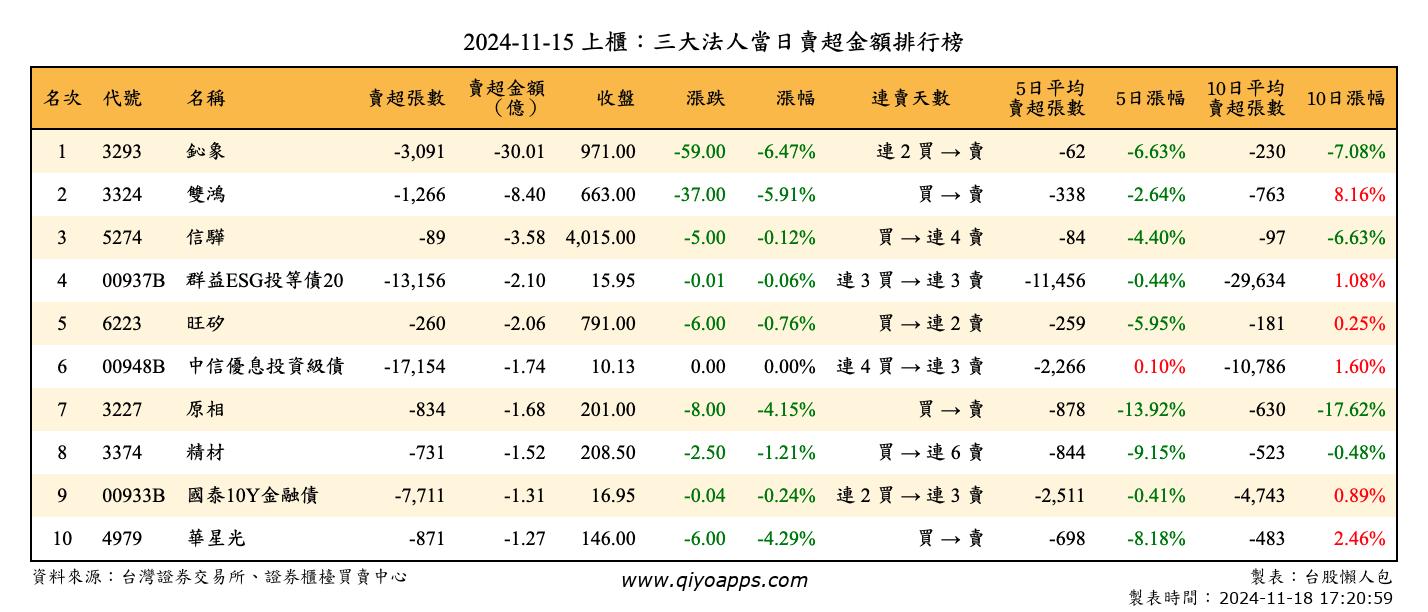 2024-11-15 上櫃：三大法人當日賣超金額排行榜
名次 代號 名稱 賣超張數 賣超金額（億） 收盤 漲跌 漲幅 連賣天數 5日平均賣超張數 5日漲幅 10日平均賣超張數 10日漲幅
1 3293 鈊象 -3,091 -30.01 971.00 -59.00 -6.47% 連 2 買 → 賣 -62 -6.63% -230 -7.08%
2 3324 雙鴻 -1,266 -8.40 663.00 -37.00 -5.91% 買 → 賣 -338 -2.64% -763 8.16%
3 5274 信驊 -89 -3.58 4,015.00 -5.00 -0.12% 買 → 連 4 賣 -84 -4.40% -97 -6.63%
4 00937B 群益ESG投等債20 -13,156 -2.10 15.95 -0.01 -0.06% 連 3 買 → 連 3 賣 -11,456 -0.44% -29,634 1.08%
5 6223 旺矽 -260 -2.06 791.00 -6.00 -0.76% 買 → 連 2 賣 -259 -5.95% -181 0.25%
6 00948B 中信優息投資級債 -17,154 -1.74 10.13 0.00 0.00% 連 4 買 → 連 3 賣 -2,266 0.10% -10,786 1.60%
7 3227 原相 -834 -1.68 201.00 -8.00 -4.15% 買 → 賣 -878 -13.92% -630 -17.62%
8 3374 精材 -731 -1.52 208.50 -2.50 -1.21% 買 → 連 6 賣 -844 -9.15% -523 -0.48%
9 00933B 國泰10Y金融債 -7,711 -1.31 16.95 -0.04 -0.24% 連 2 買 → 連 3 賣 -2,511 -0.41% -4,743 0.89%
10 4979 華星光 -871 -1.27 146.00 -6.00 -4.29% 買 → 賣 -698 -8.18% -483 2.46%
資料來源：台灣證券交易所、證券櫃檯買賣中心 www.qiyoapps.com 製表：台股懶人包
製表時間：2024-11-18 17:20:59